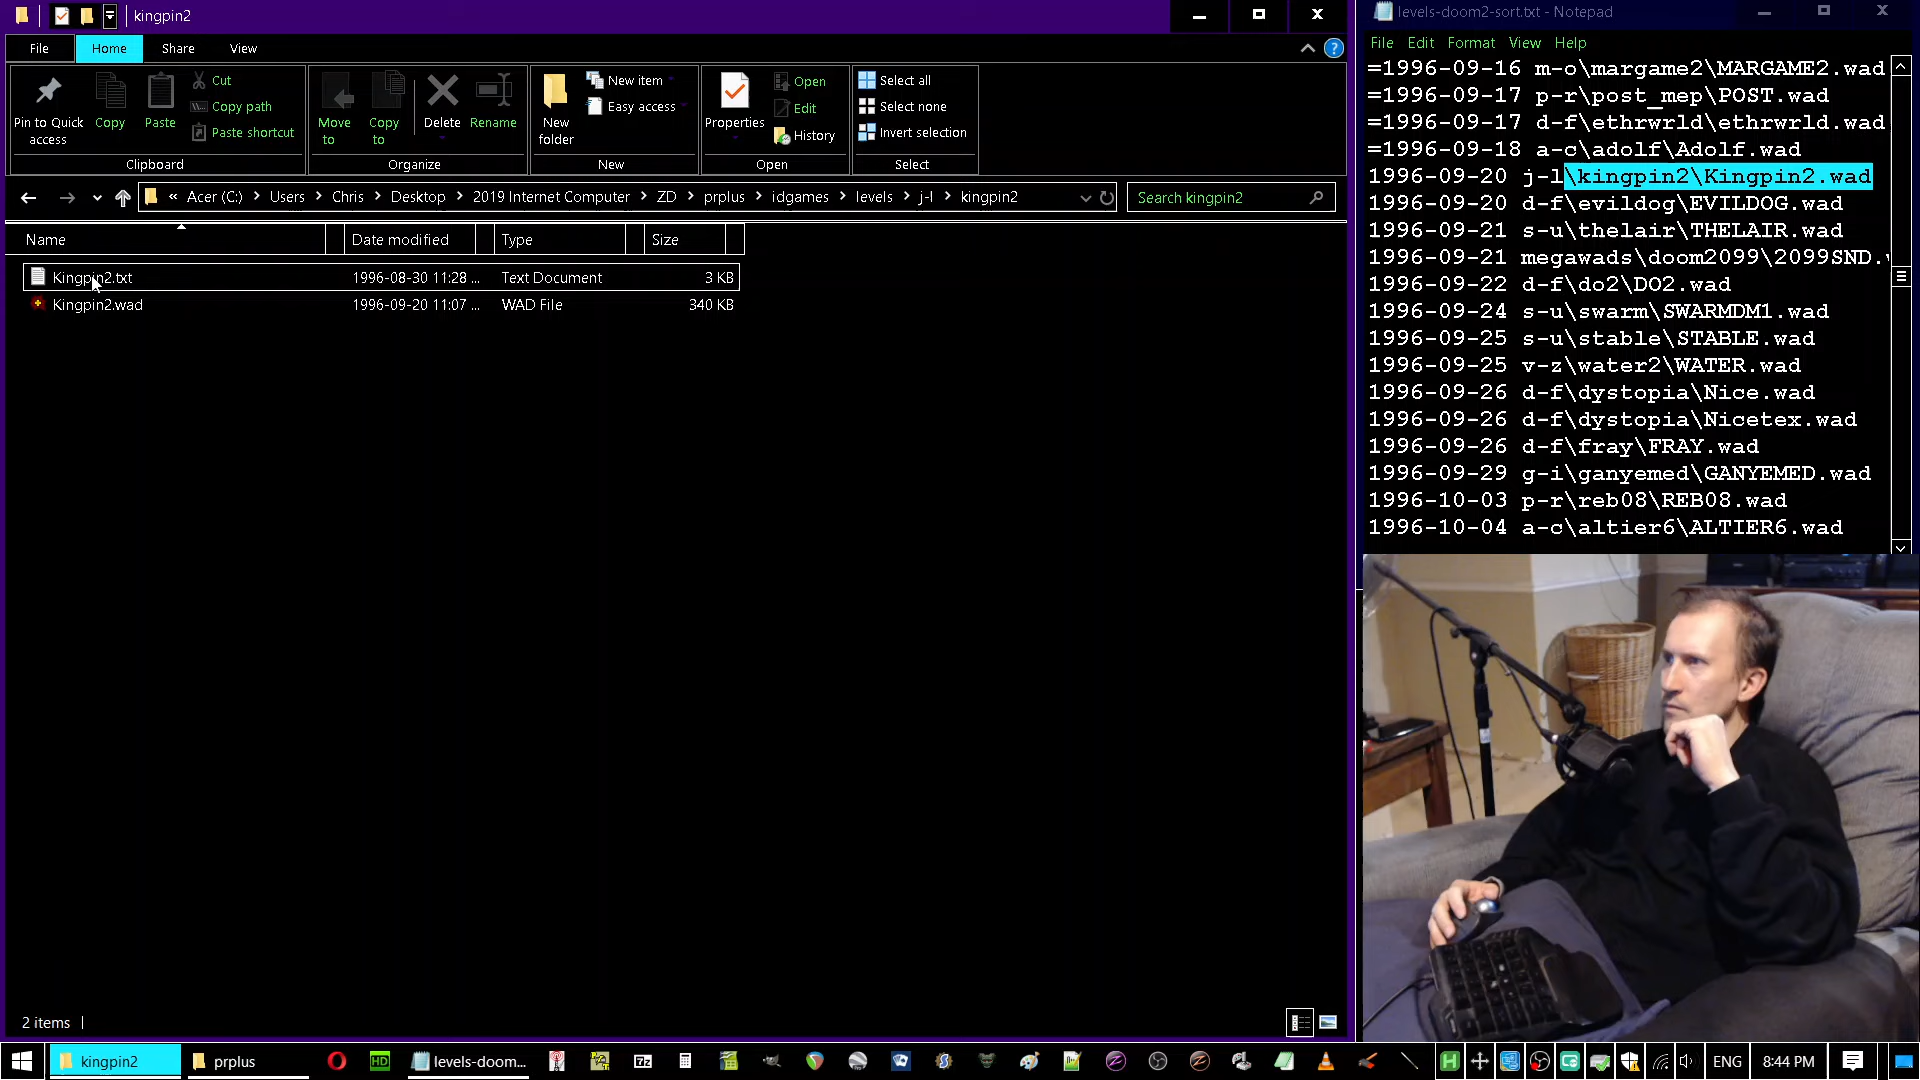 kingpin2
File Home Share View
Pin to Quick access
Copy
Paste
Cut
Copy path
Paste shortcut
Clipboard
Move to
Copy to
Delete
Rename
Organize
New folder
New item
Easy access
New
Properties
Open
Edit
History
Open
Select all
Select none
Invert selection
Select
« Acer (C:) > Users > Chris > Desktop > 2019 Internet Computer > ZD > prplus > idgames > levels > j-l > kingpin2
Search kingpin2
Name Date modified Type Size
Kingpin2.txt 1996-08-30 11:28 ... Text Document 3 KB
Kingpin2.wad 1996-09-20 11:07 ... WAD File 340 KB
2 items
levels-doom2-sort.txt - Notepad
File Edit Format View Help
=1996-09-16 m-o\margame2\MARGAME2.wad
=1996-09-17 p-r\post_mep\POST.wad
=1996-09-17 d-f\ethrwrld\ethrwrld.wad
=1996-09-18 a-c\adolf\Adolf.wad
1996-09-20 j-l\kingpin2\Kingpin2.wad
1996-09-20 d-f\evildog\EVILDOG.wad
1996-09-21 s-u\thelair\THELAIR.wad
1996-09-21 megawads\doom2099\2099SND.
1996-09-22 d-f\do2\DO2.wad
1996-09-24 s-u\swarm\SWARMDM1.wad
1996-09-25 s-u\stable\STABLE.wad
1996-09-25 v-z\water2\WATER.wad
1996-09-26 d-f\dystopia\Nice.wad
1996-09-26 d-f\dystopia\Nicetex.wad
1996-09-26 d-f\fray\FRAY.wad
1996-09-29 g-i\ganyemed\GANYEMED.wad
1996-10-03 p-r\reb08\REB08.wad
1996-10-04 a-c\altier6\ALTIER6.wad
kingpin2 prplus HD levels-doom... 7z ENG 8:44 PM